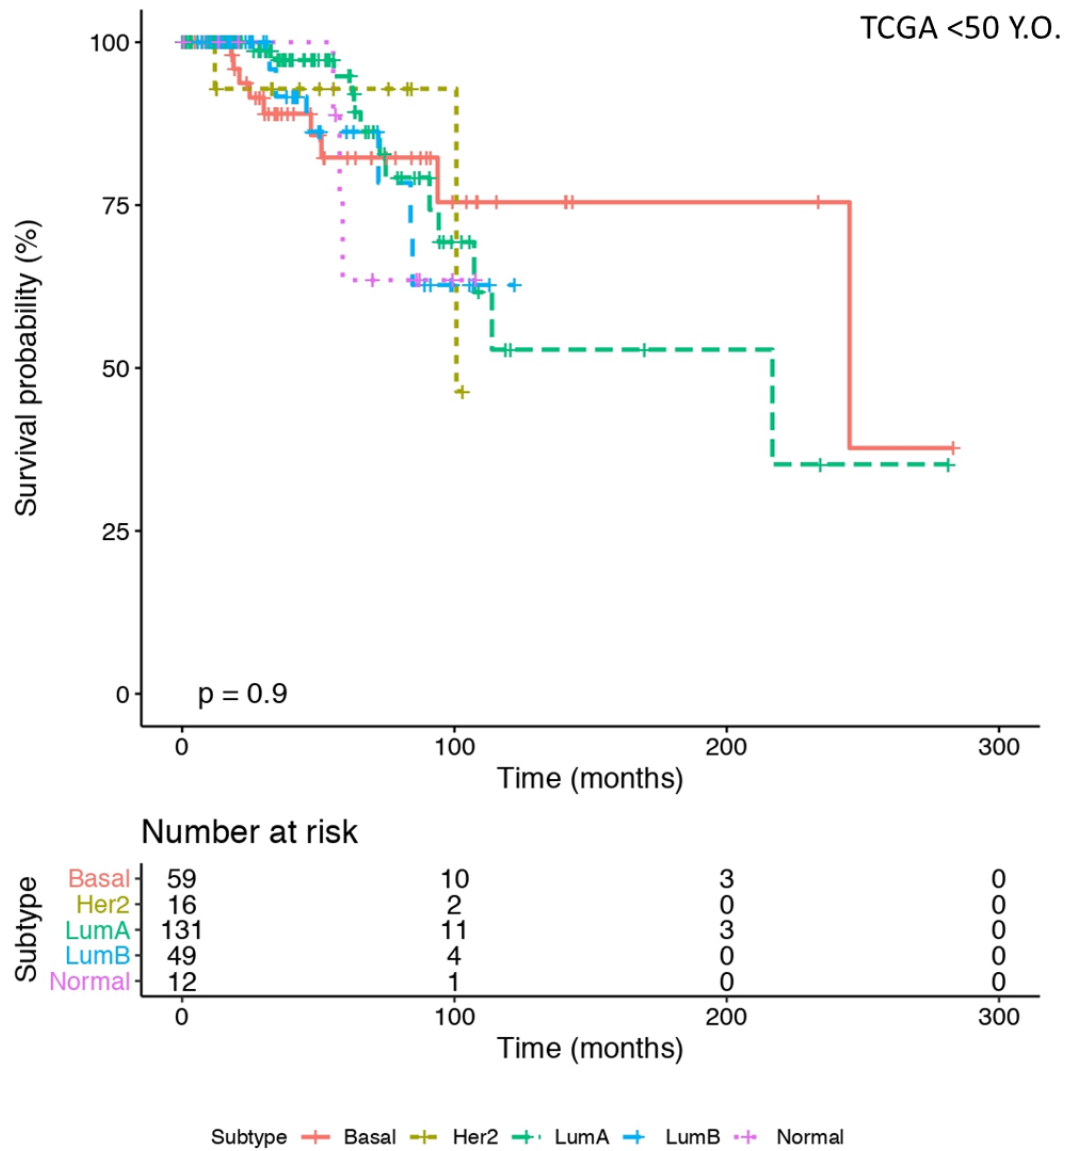 TCGA <50 Y.O.
Survival probability (%)
100
75
50
25
0
p = 0.9
0 100 200 300
Time (months)
Number at risk
Subtype
Basal 59 10 3 0
Her2 16 2 0 0
LumA 131 11 3 0
LumB 49 4 0 0
Normal 12 1 0 0
0 100 200 300
Time (months)
Subtype Basal Her2 LumA LumB Normal